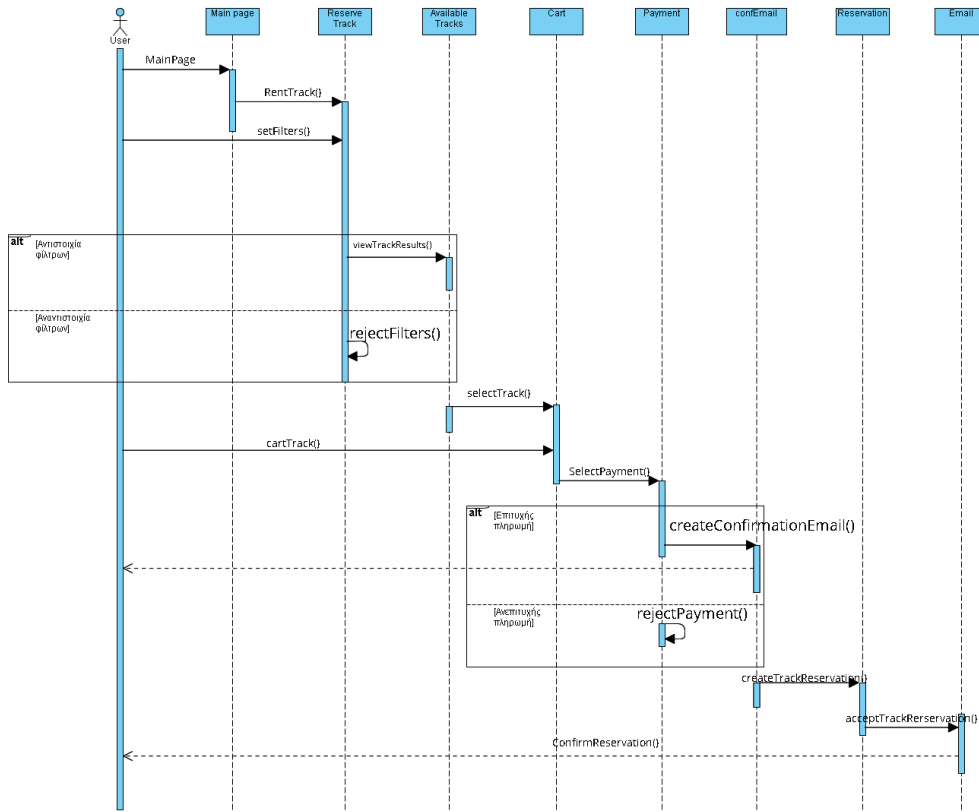 Main page
Reserve
Track
Available
Tracks
Cart
Payment
confEmail
Reservation
Email
User
MainPage
RentTrack()
setFilters()
alt
[Αντιστοιχία
φίλτρων]
viewTrackResults()
[Αναντιστοιχία
φίλτρων]
rejectFilters()
selectTrack()
cartTrack()
SelectPayment()
alt
[Επιτυχής
πληρωμή]
createConfirmationEmail()
[Ανεπιτυχής
πληρωμή]
rejectPayment()
createTrackReservation()
acceptTrackRerservation()
ConfirmReservation()